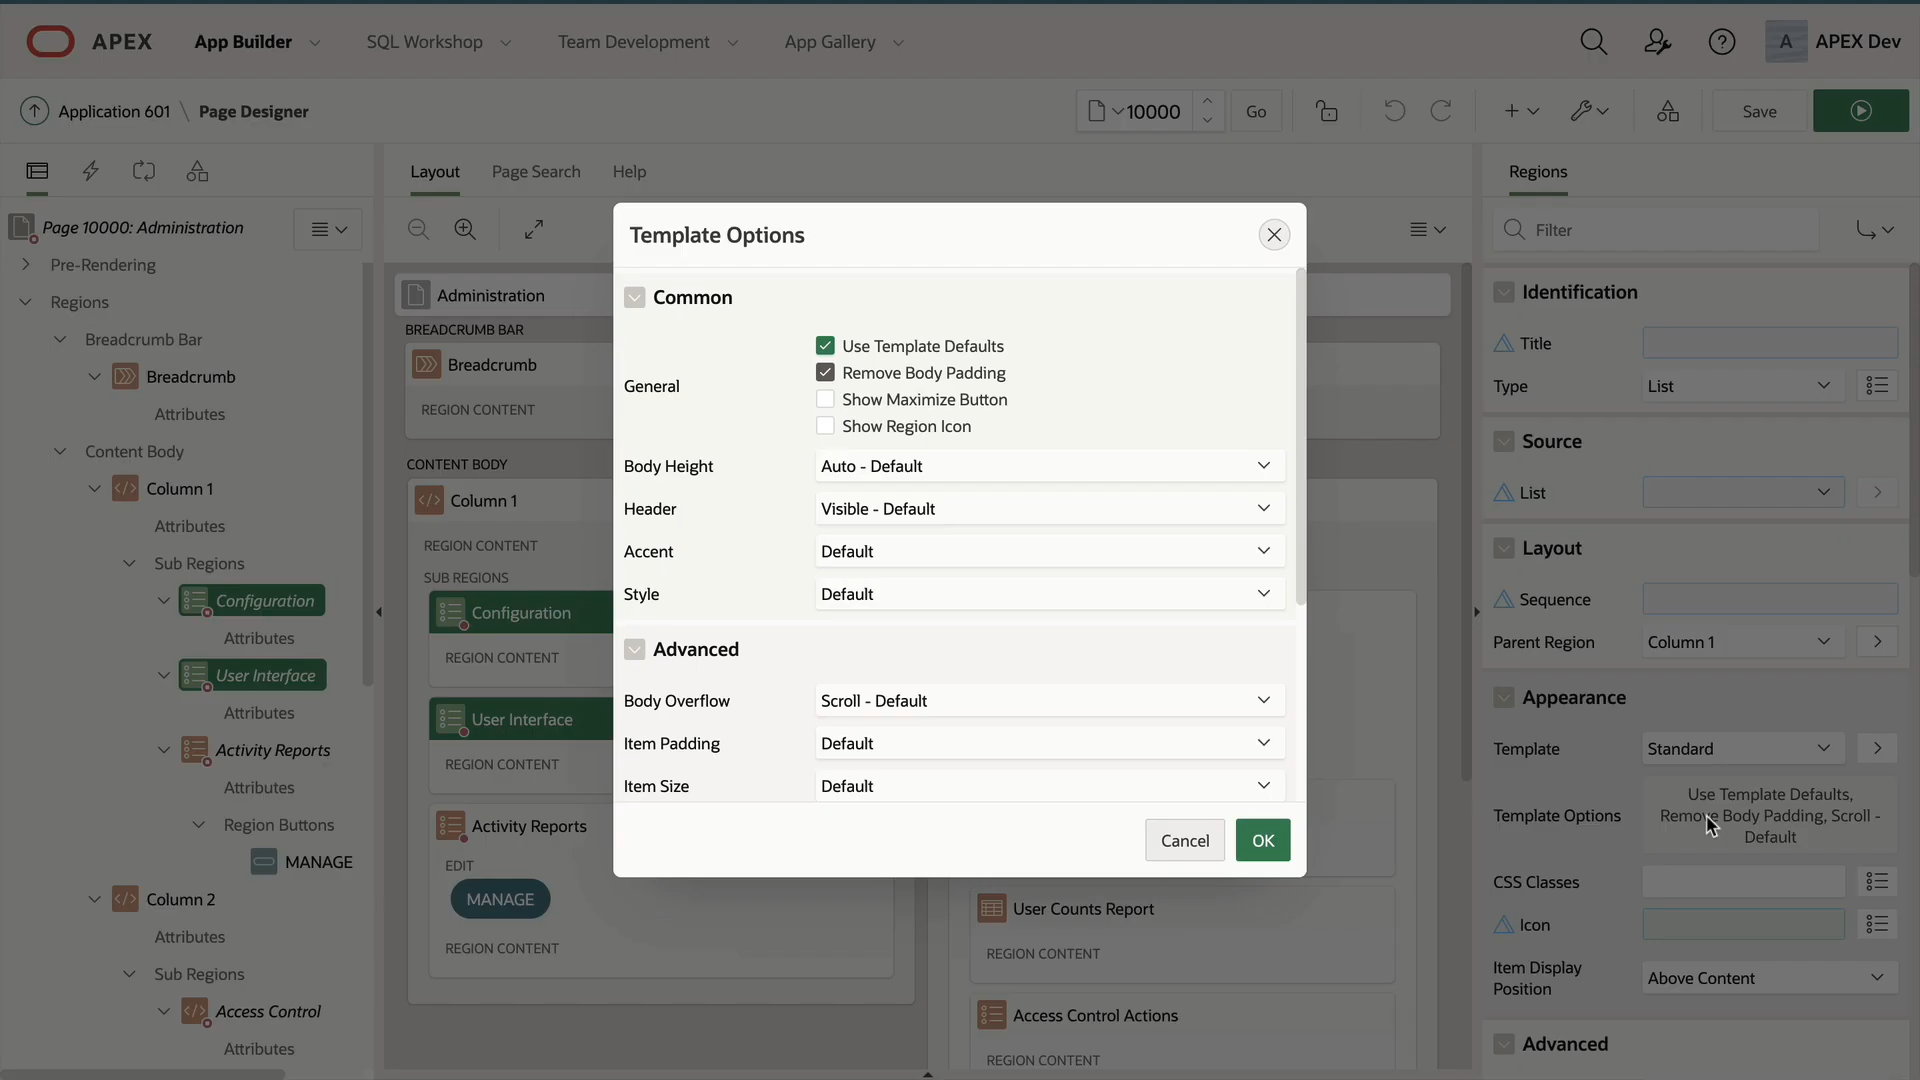 APEX
App Builder
SQL Workshop
Team Development
App Gallery
A
APEX Dev
Application 601 \ Page Designer
10000
Go
Save
Layout
Page Search
Help
Regions
Page 10000: Administration
Pre-Rendering
Regions
Breadcrumb Bar
Breadcrumb
Attributes
Content Body
Column 1
Attributes
Sub Regions
Configuration
Attributes
User Interface
Attributes
Activity Reports
Attributes
Region Buttons
MANAGE
Column 2
Attributes
Sub Regions
Access Control
Attributes
Administration
BREADCRUMB BAR
Breadcrumb
REGION CONTENT
CONTENT BODY
Column 1
REGION CONTENT
SUB REGIONS
Configuration
REGION CONTENT
User Interface
REGION CONTENT
Activity Reports
EDIT
MANAGE
REGION CONTENT
User Counts Report
REGION CONTENT
Access Control Actions
REGION CONTENT
Template Options
Common
General
Use Template Defaults
Remove Body Padding
Show Maximize Button
Show Region Icon
Body Height
Auto - Default
Header
Visible - Default
Accent
Default
Style
Default
Advanced
Body Overflow
Scroll - Default
Item Padding
Default
Item Size
Default
Cancel
OK
Filter
Identification
Title
Type
List
Source
List
Layout
Sequence
Parent Region
Column 1
Appearance
Template
Standard
Template Options
Use Template Defaults,
Remove Body Padding, Scroll -
Default
CSS Classes
Icon
Item Display
Position
Above Content
Advanced